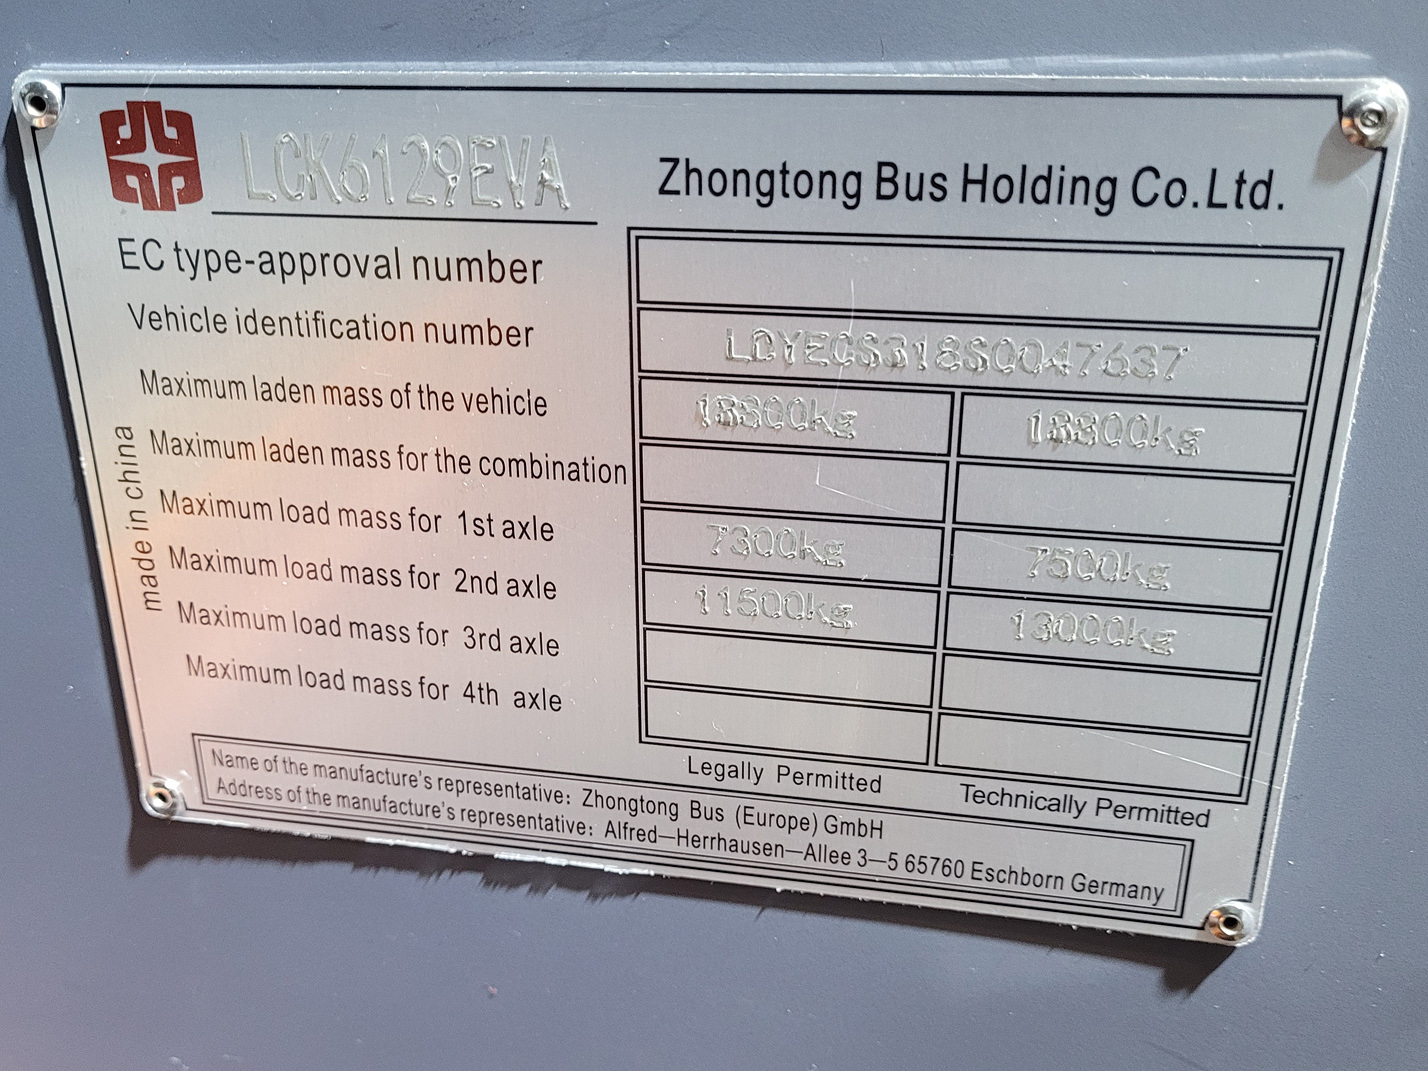 LCK6129EVA
Zhongtong Bus Holding Co.Ltd.
EC type-approval number
Vehicle identification number LDYECS318S0047637
Maximum laden mass of the vehicle 18800kg 18800kg
Maximum laden mass for the combination
Maximum load mass for 1st axle 7300kg 7500kg
Maximum load mass for 2nd axle 11500kg 13000kg
Maximum load mass for 3rd axle
Maximum load mass for 4th axle
made in china
Legally Permitted Technically Permitted
Name of the manufacture's representative: Zhongtong Bus (Europe) GmbH
Address of the manufacture's representative: Alfred—Herrhausen—Allee 3—5 65760 Eschborn Germany